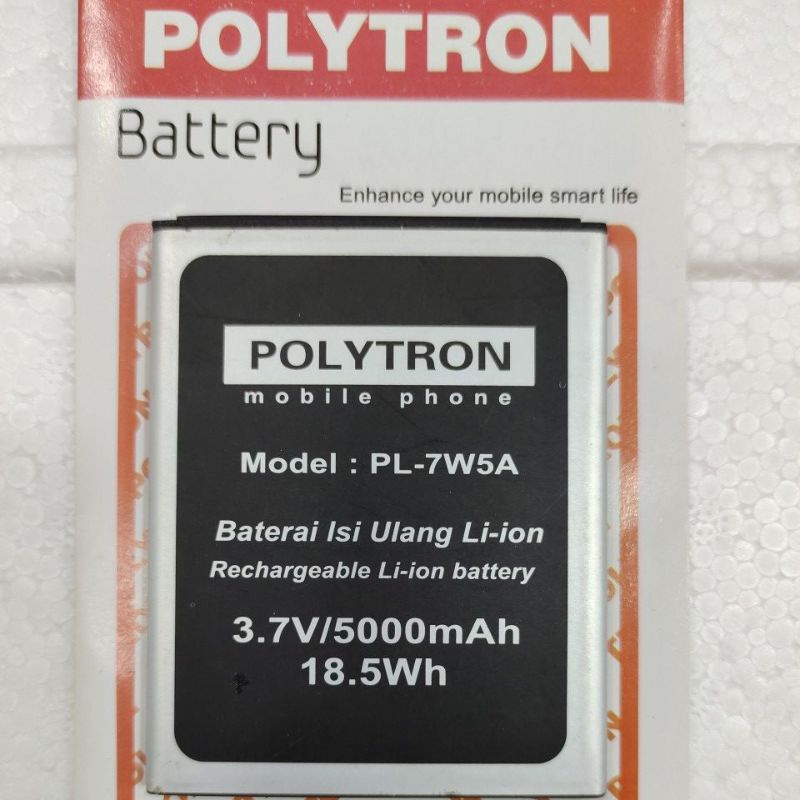 POLYTRON
Battery
Enhance your mobile smart life
POLYTRON
mobile phone
Model : PL-7W5A
Baterai Isi Ulang Li-ion
Rechargeable Li-ion battery
3.7V/5000mAh
18.5Wh